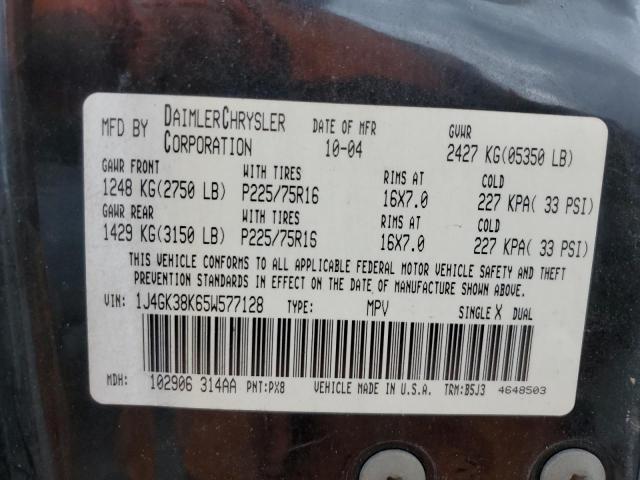 MFD BY DAIMLERCHRYSLER CORPORATION DATE OF MFR 10-04 GVWR 2427 KG(05350 LB)
GAWR FRONT WITH TIRES RIMS AT COLD
1248 KG(2750 LB) P225/75R16 16X7.0 227 KPA( 33 PSI)
GAWR REAR WITH TIRES RIMS AT COLD
1429 KG(3150 LB) P225/75R16 16X7.0 227 KPA( 33 PSI)
THIS VEHICLE CONFORMS TO ALL APPLICABLE FEDERAL MOTOR VEHICLE SAFETY AND THEFT
PREVENTION STANDARDS IN EFFECT ON THE DATE OF MANUFACTURE SHOWN ABOVE.
VIN: 1J4GK38K65W577128 TYPE: MPV SINGLE X DUAL
MDH: 102906 314AA PNT:PX8 VEHICLE MADE IN U.S.A. TRM:B5J3 4648503